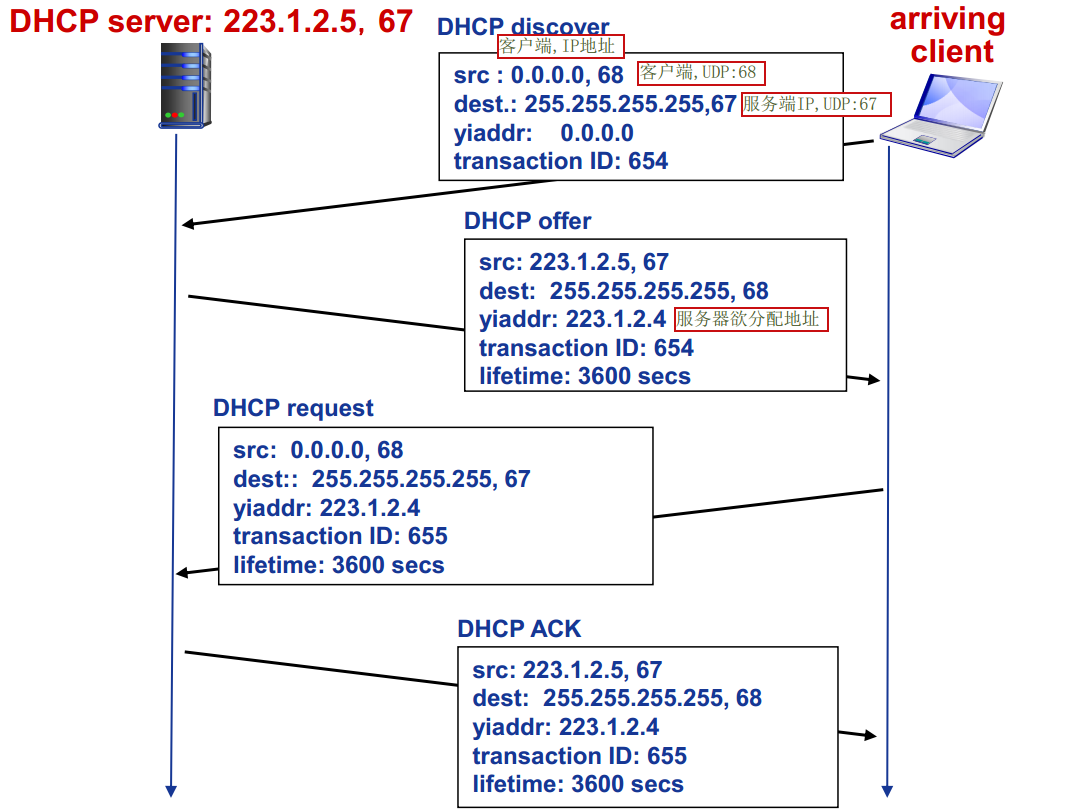 DHCP server: 223.1.2.5, 67
arriving
client
DHCP discover
客户端,IP地址
src : 0.0.0.0, 68 客户端,UDP:68
dest.: 255.255.255.255,67 服务端IP,UDP:67
yiaddr: 0.0.0.0
transaction ID: 654
DHCP offer
src: 223.1.2.5, 67
dest: 255.255.255.255, 68
yiaddr: 223.1.2.4 服务器欲分配地址
transaction ID: 654
lifetime: 3600 secs
DHCP request
src: 0.0.0.0, 68
dest:: 255.255.255.255, 67
yiaddr: 223.1.2.4
transaction ID: 655
lifetime: 3600 secs
DHCP ACK
src: 223.1.2.5, 67
dest: 255.255.255.255, 68
yiaddr: 223.1.2.4
transaction ID: 655
lifetime: 3600 secs